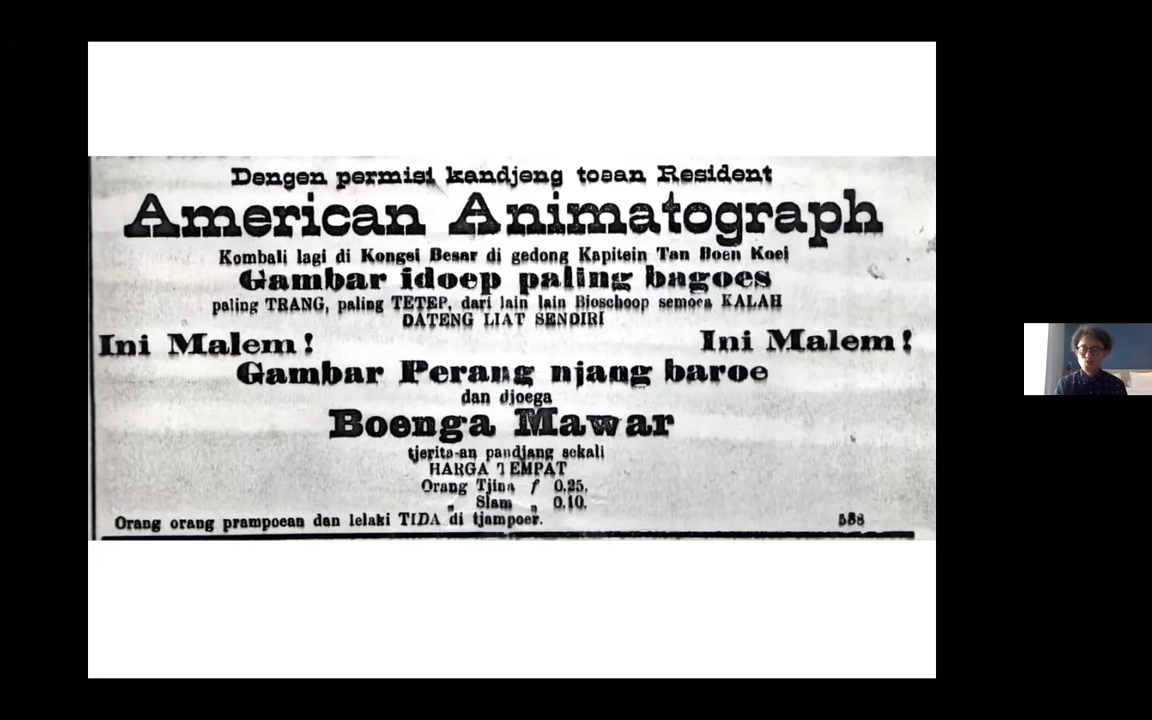 Dengen permisi kandjeng toean Resident
American Animatograph
Kombali lagi di Kongsi Besar di gedong Kapitein Tan Boen Koei
Gambar idoep paling bagoes
paling TRANG, paling TETEP, dari lain lain Bioschoop semoea KALAH
DATENG LIAT SENDIRI
Ini Malem! Ini Malem!
Gambar Perang njang baroe
dan djoega
Boenga Mawar
tjerita-an pandjang sekali
HARGA TEMPAT
Orang Tjina f 0,25.
„ Slam „ 0.10.
Orang orang prampoean dan lelaki TIDA di tjampoer. 588